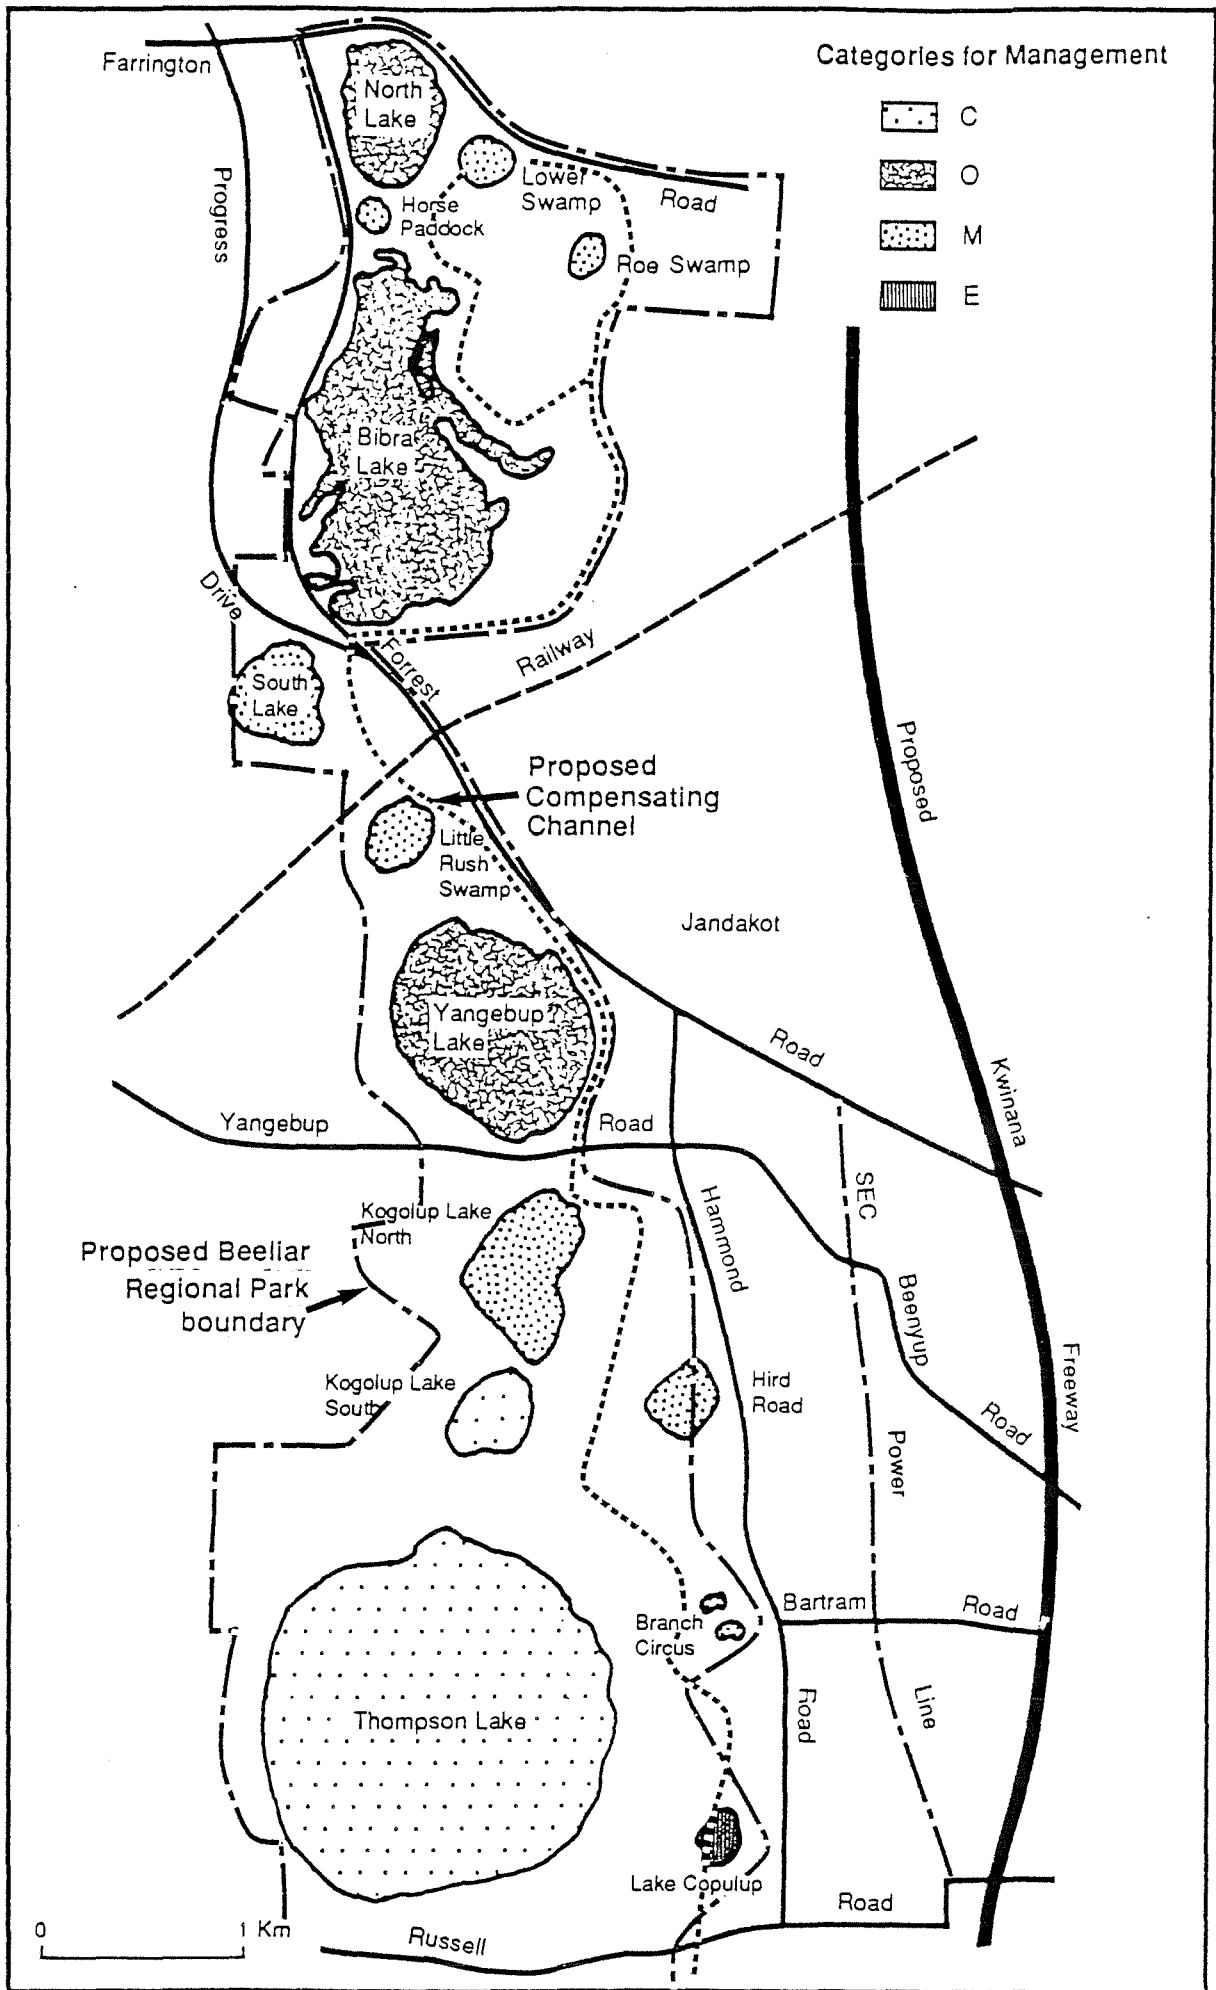 Categories for Management
C
O
M
E
Farrington
North
Lake
Progress
Lower
Swamp
Road
Horse
Paddock
Roe Swamp
Bibra
Lake
Drive
Forrest
Railway
South
Lake
Proposed
Proposed
Compensating
Channel
Little
Rush
Swamp
Jandakot
Yangebup
Lake
Road
Kwinana
Yangebup
Road
SEC
Hammond
Kogolup Lake
North
Proposed Beeliar
Regional Park
boundary
Beenyup
Freeway
Kogolup Lake
South
Hird
Road
Road
Power
Bartram
Road
Branch
Circus
Road
Line
Thompson Lake
Lake Copulup
Road
0
1 Km
Russell